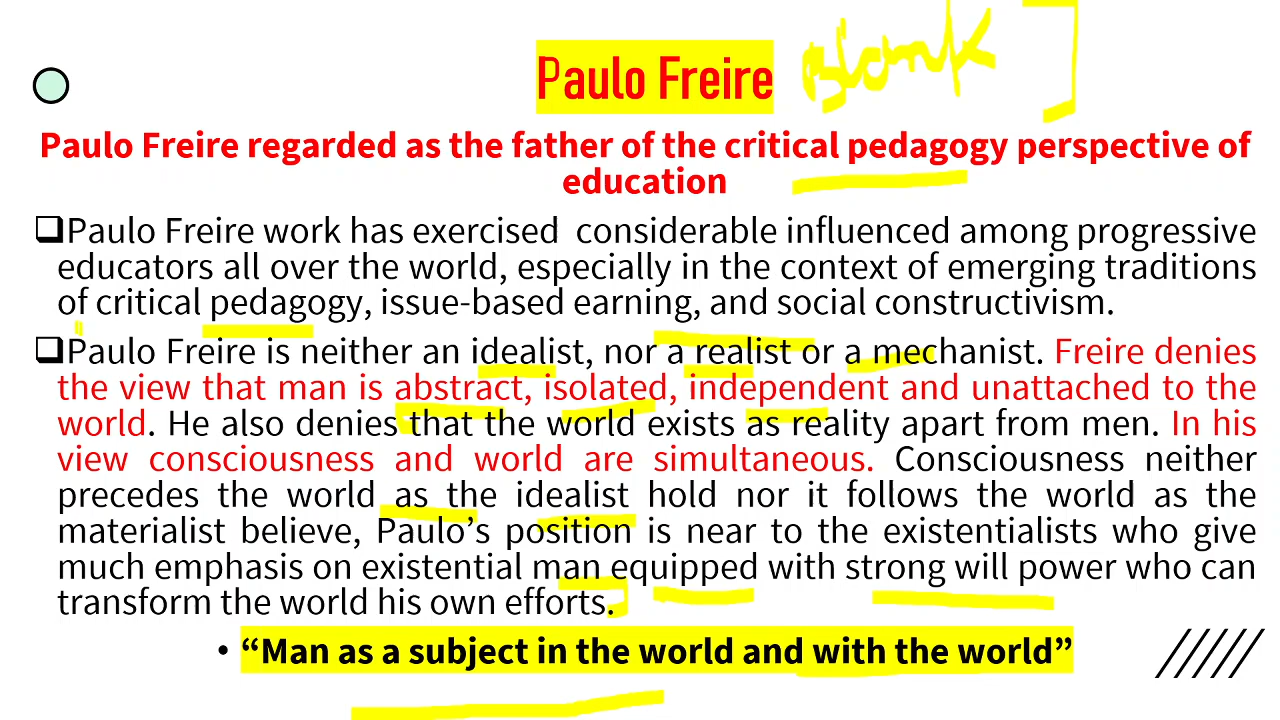 Paulo Freire Blank
Paulo Freire regarded as the father of the critical pedagogy perspective of
education
Paulo Freire work has exercised considerable influenced among progressive
educators all over the world, especially in the context of emerging traditions
of critical pedagogy, issue-based earning, and social constructivism.
Paulo Freire is neither an idealist, nor a realist or a mechanist. Freire denies
the view that man is abstract, isolated, independent and unattached to the
world. He also denies that the world exists as reality apart from men. In his
view consciousness and world are simultaneous. Consciousness neither
precedes the world as the idealist hold nor it follows the world as the
materialist believe, Paulo’s position is near to the existentialists who give
much emphasis on existential man equipped with strong will power who can
transform the world his own efforts.
• “Man as a subject in the world and with the world”